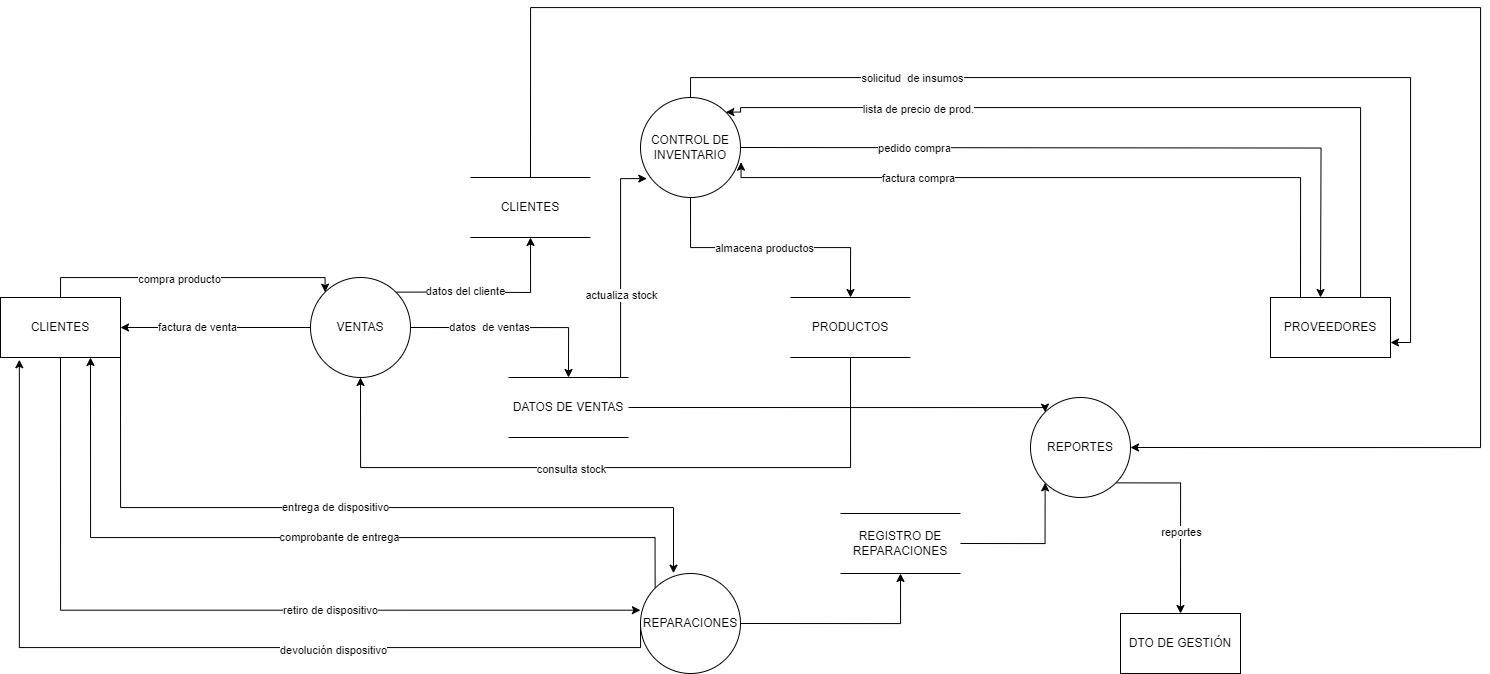 solicitud  de insumos
lista de precio de prod.
CONTROL DE
INVENTARIO
pedido compra
factura compra
CLIENTES
almacena productos
compra producto
datos del cliente
actualiza stock
CLIENTES
factura de venta
VENTAS
datos  de ventas
PRODUCTOS
PROVEEDORES
DATOS DE VENTAS
REPORTES
consulta stock
entrega de dispositivo
comprobante de entrega
REGISTRO DE
REPARACIONES
reportes
retiro de dispositivo
REPARACIONES
devolución dispositivo
DTO DE GESTIÓN